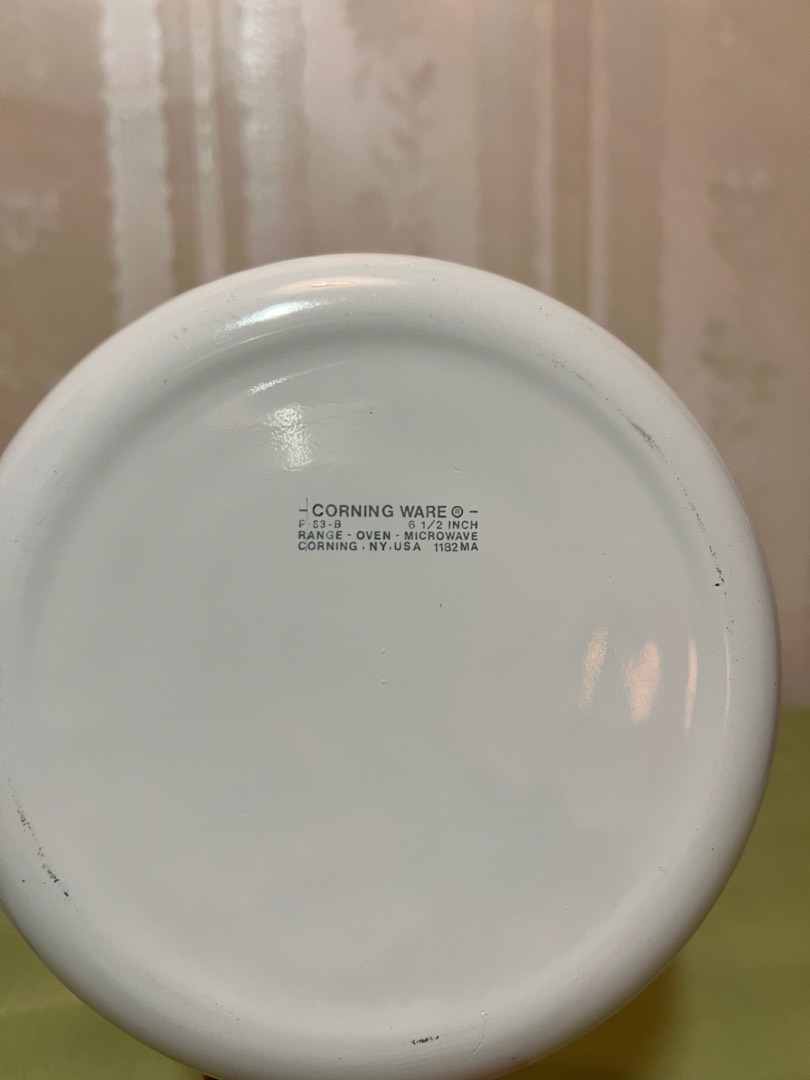 -CORNING WARE® -
P-83-B 6 1/2 INCH
RANGE - OVEN - MICROWAVE
CORNING, NY, USA 1182MA